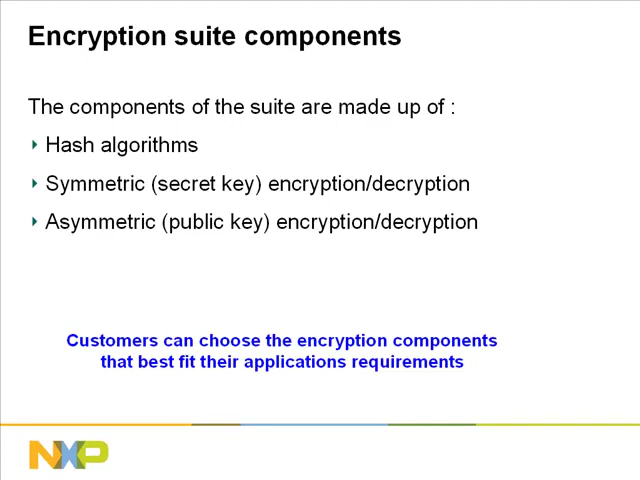 Encryption suite components
The components of the suite are made up of :
Hash algorithms
Symmetric (secret key) encryption/decryption
Asymmetric (public key) encryption/decryption
Customers can choose the encryption components
that best fit their applications requirements
NXP